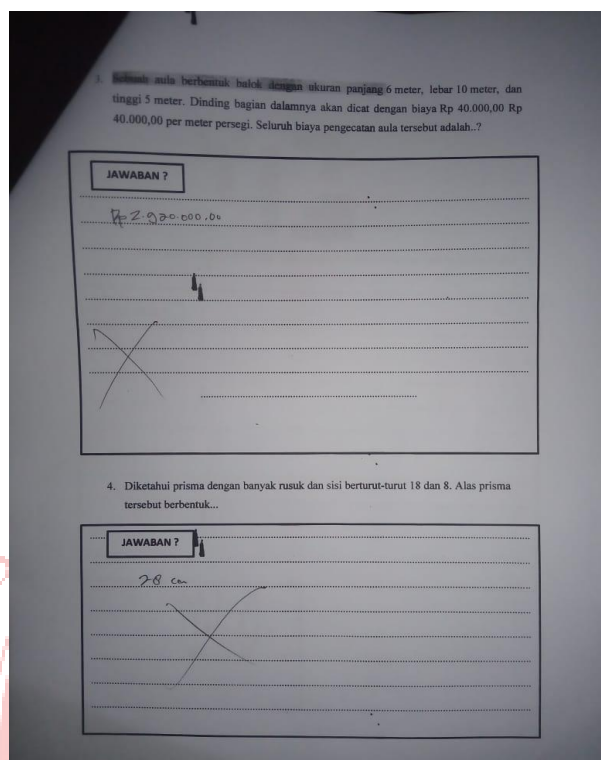 3. Sebuah aula berbentuk balok dengan ukuran panjang 6 meter, lebar 10 meter, dan
tinggi 5 meter. Dinding bagian dalamnya akan dicat dengan biaya Rp 40.000,00 Rp
40.000,00 per meter persegi. Seluruh biaya pengecatan aula tersebut adalah..?
JAWABAN ?
Rp 2.920.000.00
4. Diketahui prisma dengan banyak rusuk dan sisi berturut-turut 18 dan 8. Alas prisma
tersebut berbentuk...
JAWABAN ?
28 cm